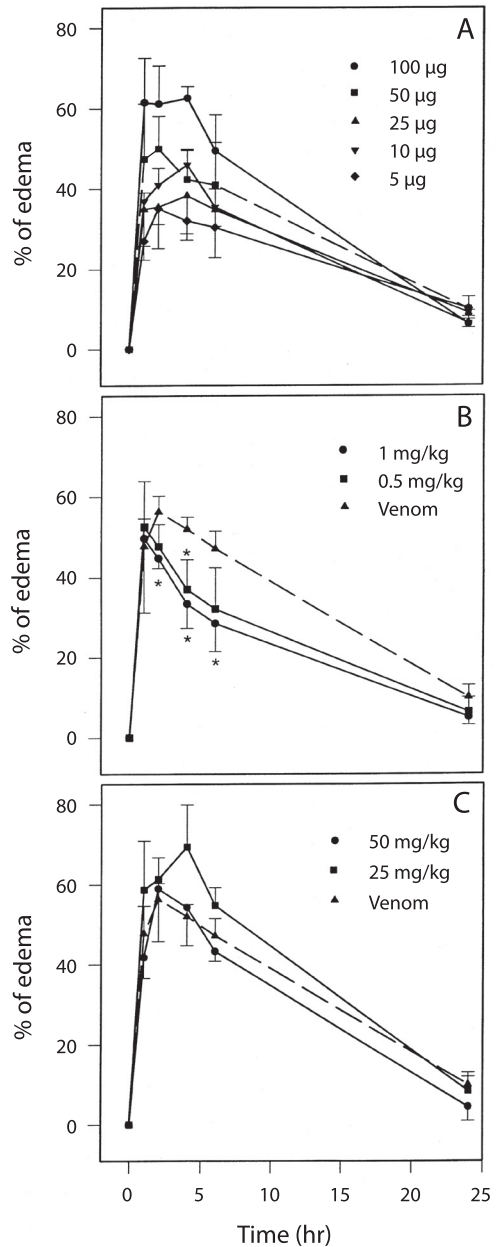 A
80
60
40
20
0
% of edema
100 µg
50 µg
25 µg
10 µg
5 µg
B
80
60
40
20
0
% of edema
1 mg/kg
0.5 mg/kg
Venom
*
*
*
*
C
80
60
40
20
0
% of edema
50 mg/kg
25 mg/kg
Venom
0 5 10 15 20 25
Time (hr)